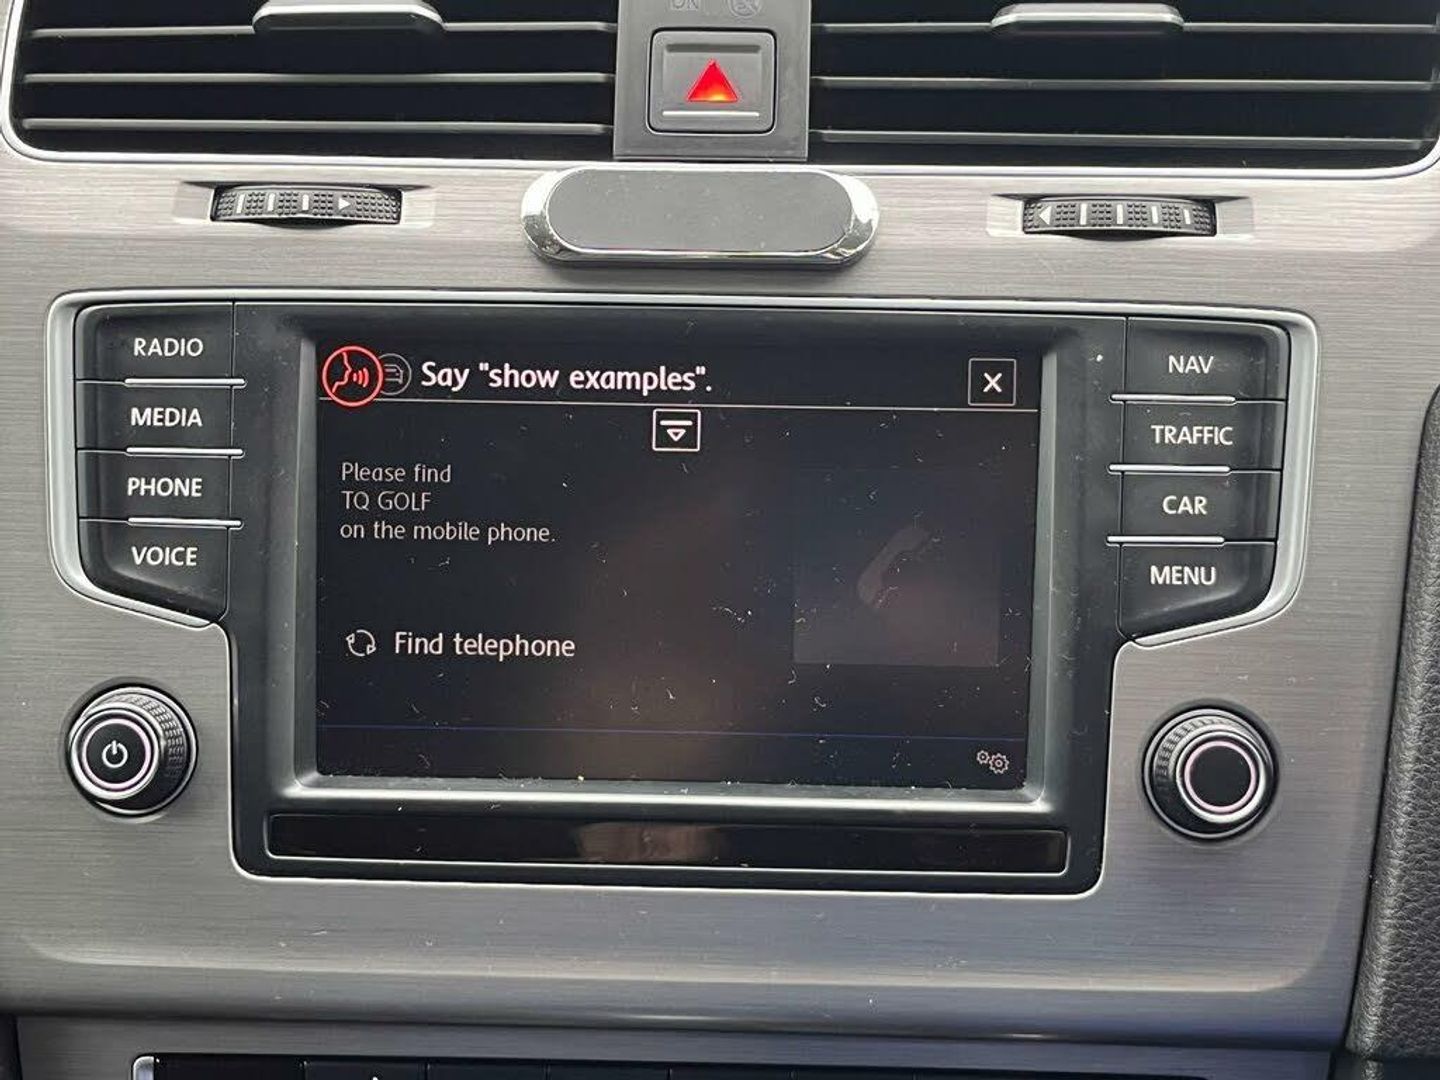 RADIO
MEDIA
PHONE
VOICE
Say "show examples".
Please find
TQ GOLF
on the mobile phone.
Find telephone
NAV
TRAFFIC
CAR
MENU